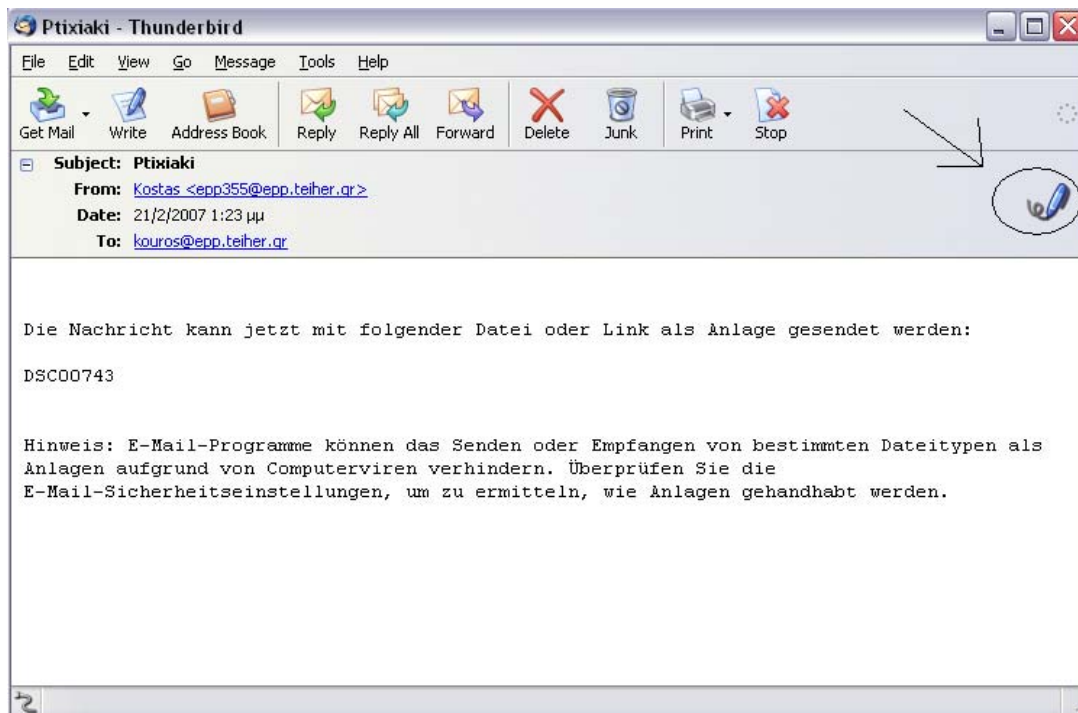 Ptixiaki - Thunderbird
File Edit View Go Message Tools Help
Get Mail Write Address Book Reply Reply All Forward Delete Junk Print Stop
Subject: Ptixiaki
From: Kostas <epp355@epp.teiher.gr>
Date: 21/2/2007 1:23 μμ
To: kouros@epp.teiher.gr
Die Nachricht kann jetzt mit folgender Datei oder Link als Anlage gesendet werden:
DSC00743
Hinweis: E-Mail-Programme können das Senden oder Empfangen von bestimmten Dateitypen als
Anlagen aufgrund von Computerviren verhindern. Überprüfen Sie die
E-Mail-Sicherheitseinstellungen, um zu ermitteln, wie Anlagen gehandhabt werden.